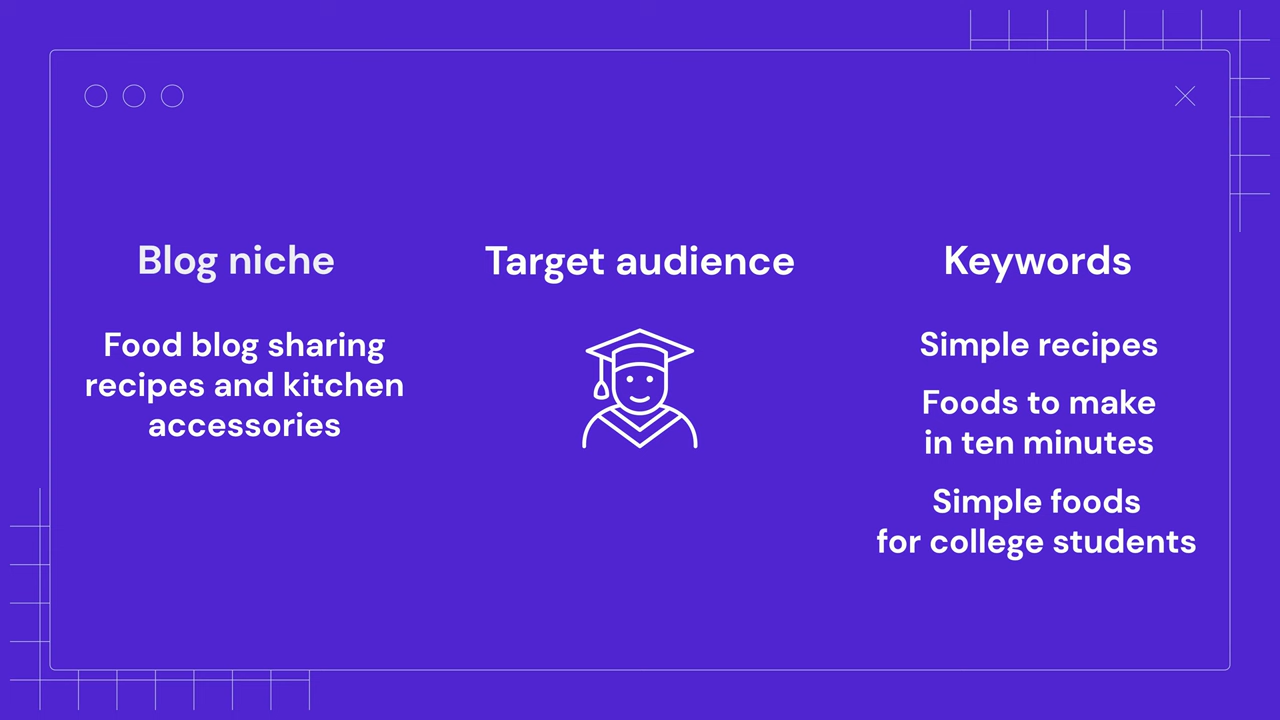 Blog niche
Food blog sharing
recipes and kitchen
accessories
Target audience
Keywords
Simple recipes
Foods to make
in ten minutes
Simple foods
for college students